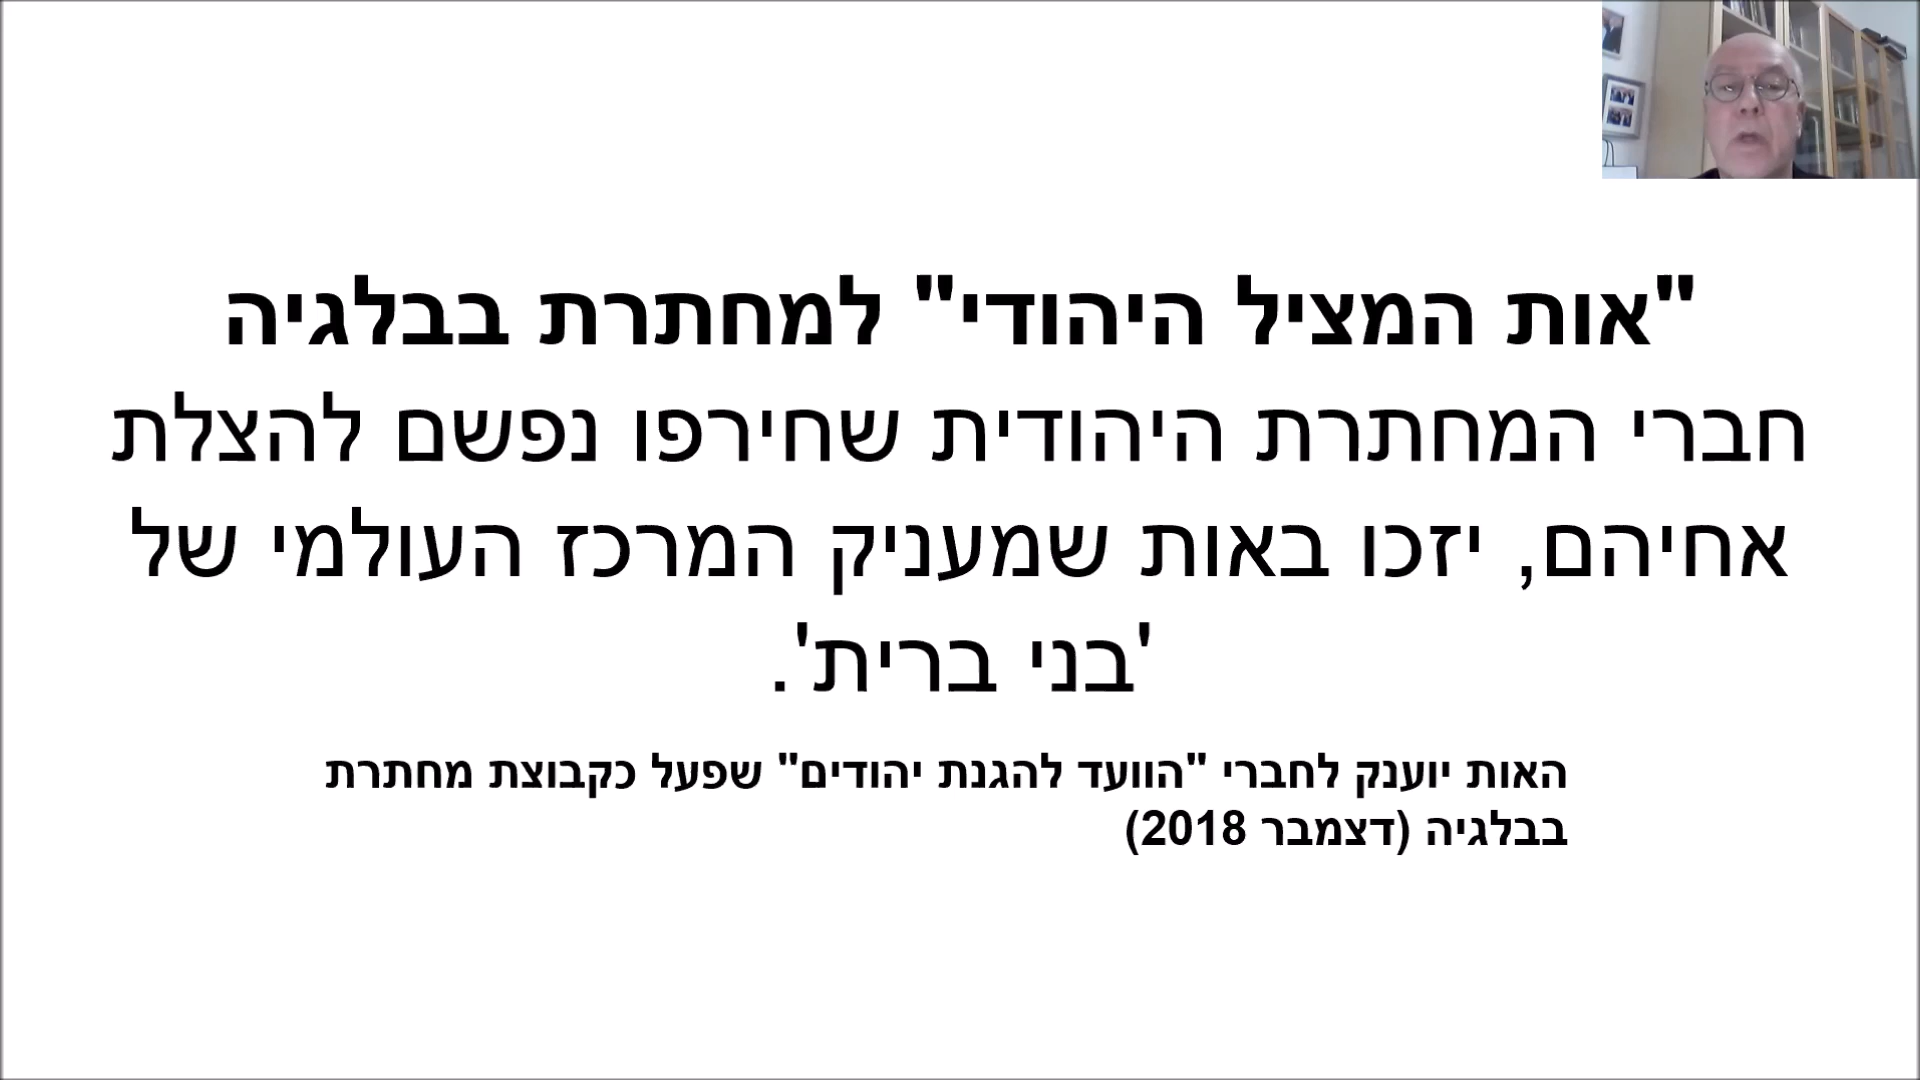 "אות המציל היהודי" למחתרת בבלגיה
חברי המחתרת היהודית שחירפו נפשם להצלת
אחיהם, יזכו באות שמעניק המרכז העולמי של
'בני ברית'.
האות יוענק לחברי "הוועד להגנת יהודים" שפעל כקבוצת מחתרת
בבלגיה (דצמבר 2018)